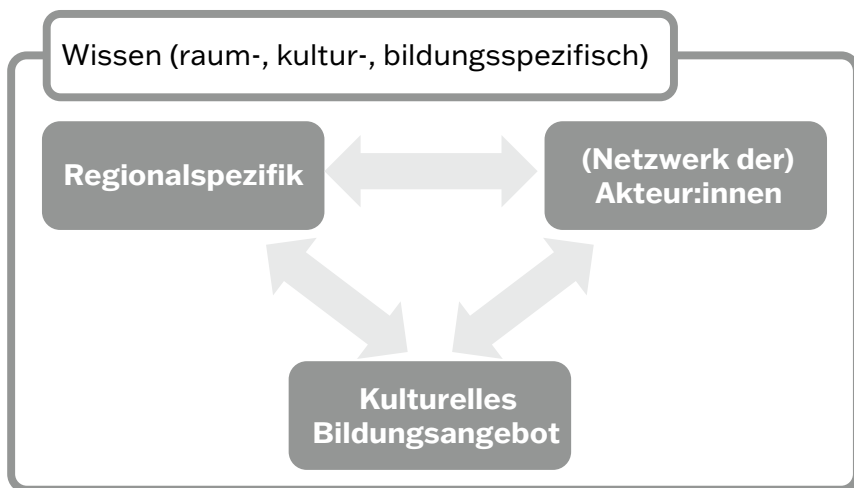 Wissen (raum-, kultur-, bildungsspezifisch)
Regionalspezifik
(Netzwerk der)
Akteur:innen
Kulturelles
Bildungsangebot